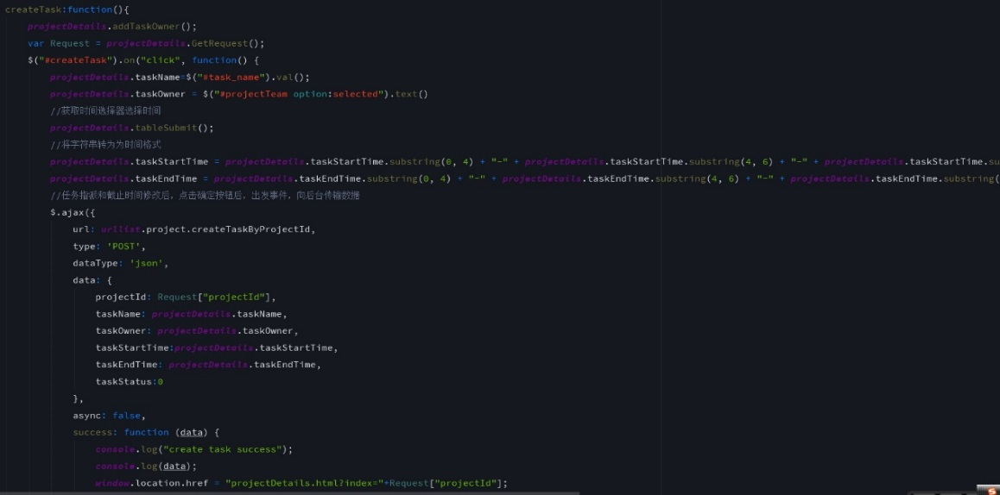 createTask:function(){
projectDetails.addTaskOwner();
var Request = projectDetails.GetRequest();
$("#createTask").on("click", function() {
projectDetails.taskName=$("#task_name").val();
projectDetails.taskOwner = $("#projectTeam option:selected").text()
//获取时间选择器选择时间
projectDetails.tableSubmit();
//将字符串转为为时间格式
projectDetails.taskStartTime = projectDetails.taskStartTime.substring(0, 4) + "-" + projectDetails.taskStartTime.substring(4, 6) + "-" + projectDetails.taskStartTime.su
projectDetails.taskEndTime = projectDetails.taskEndTime.substring(0, 4) + "-" + projectDetails.taskEndTime.substring(4, 6) + "-" + projectDetails.taskEndTime.substring(
//任务指派和截止时间修改后，点击确定按钮后，出发事件，向后台传输数据
$.ajax({
url: urllist.project.createTaskByProjectId,
type: 'POST',
dataType: 'json',
data: {
projectId: Request["projectId"],
taskName: projectDetails.taskName,
taskOwner: projectDetails.taskOwner,
taskStartTime:projectDetails.taskStartTime,
taskEndTime: projectDetails.taskEndTime,
taskStatus:0
},
async: false,
success: function (data) {
console.log("create task success");
console.log(data);
window.location.href = "projectDetails.html?index="+Request["projectId"];